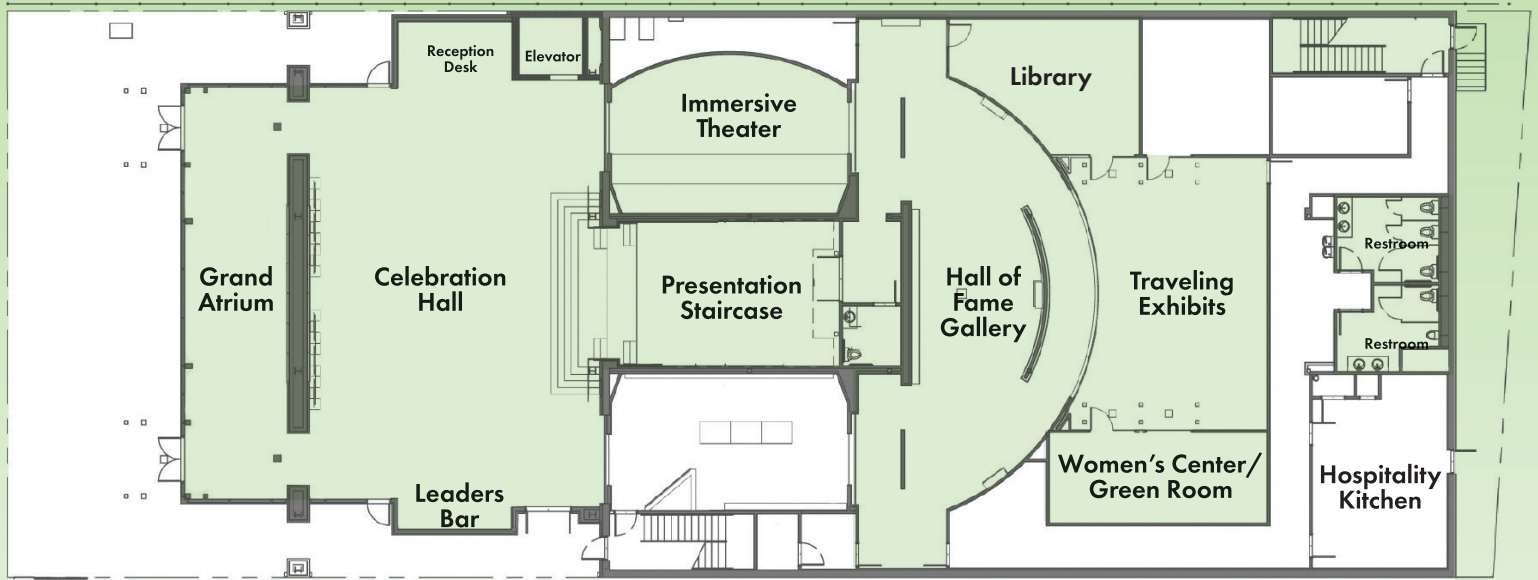 Reception
Desk
Elevator
Immersive
Theater
Library
Grand
Atrium
Celebration
Hall
Presentation
Staircase
Hall of
Fame
Gallery
Traveling
Exhibits
Restroom
Restroom
Leaders
Bar
Women's Center/
Green Room
Hospitality
Kitchen